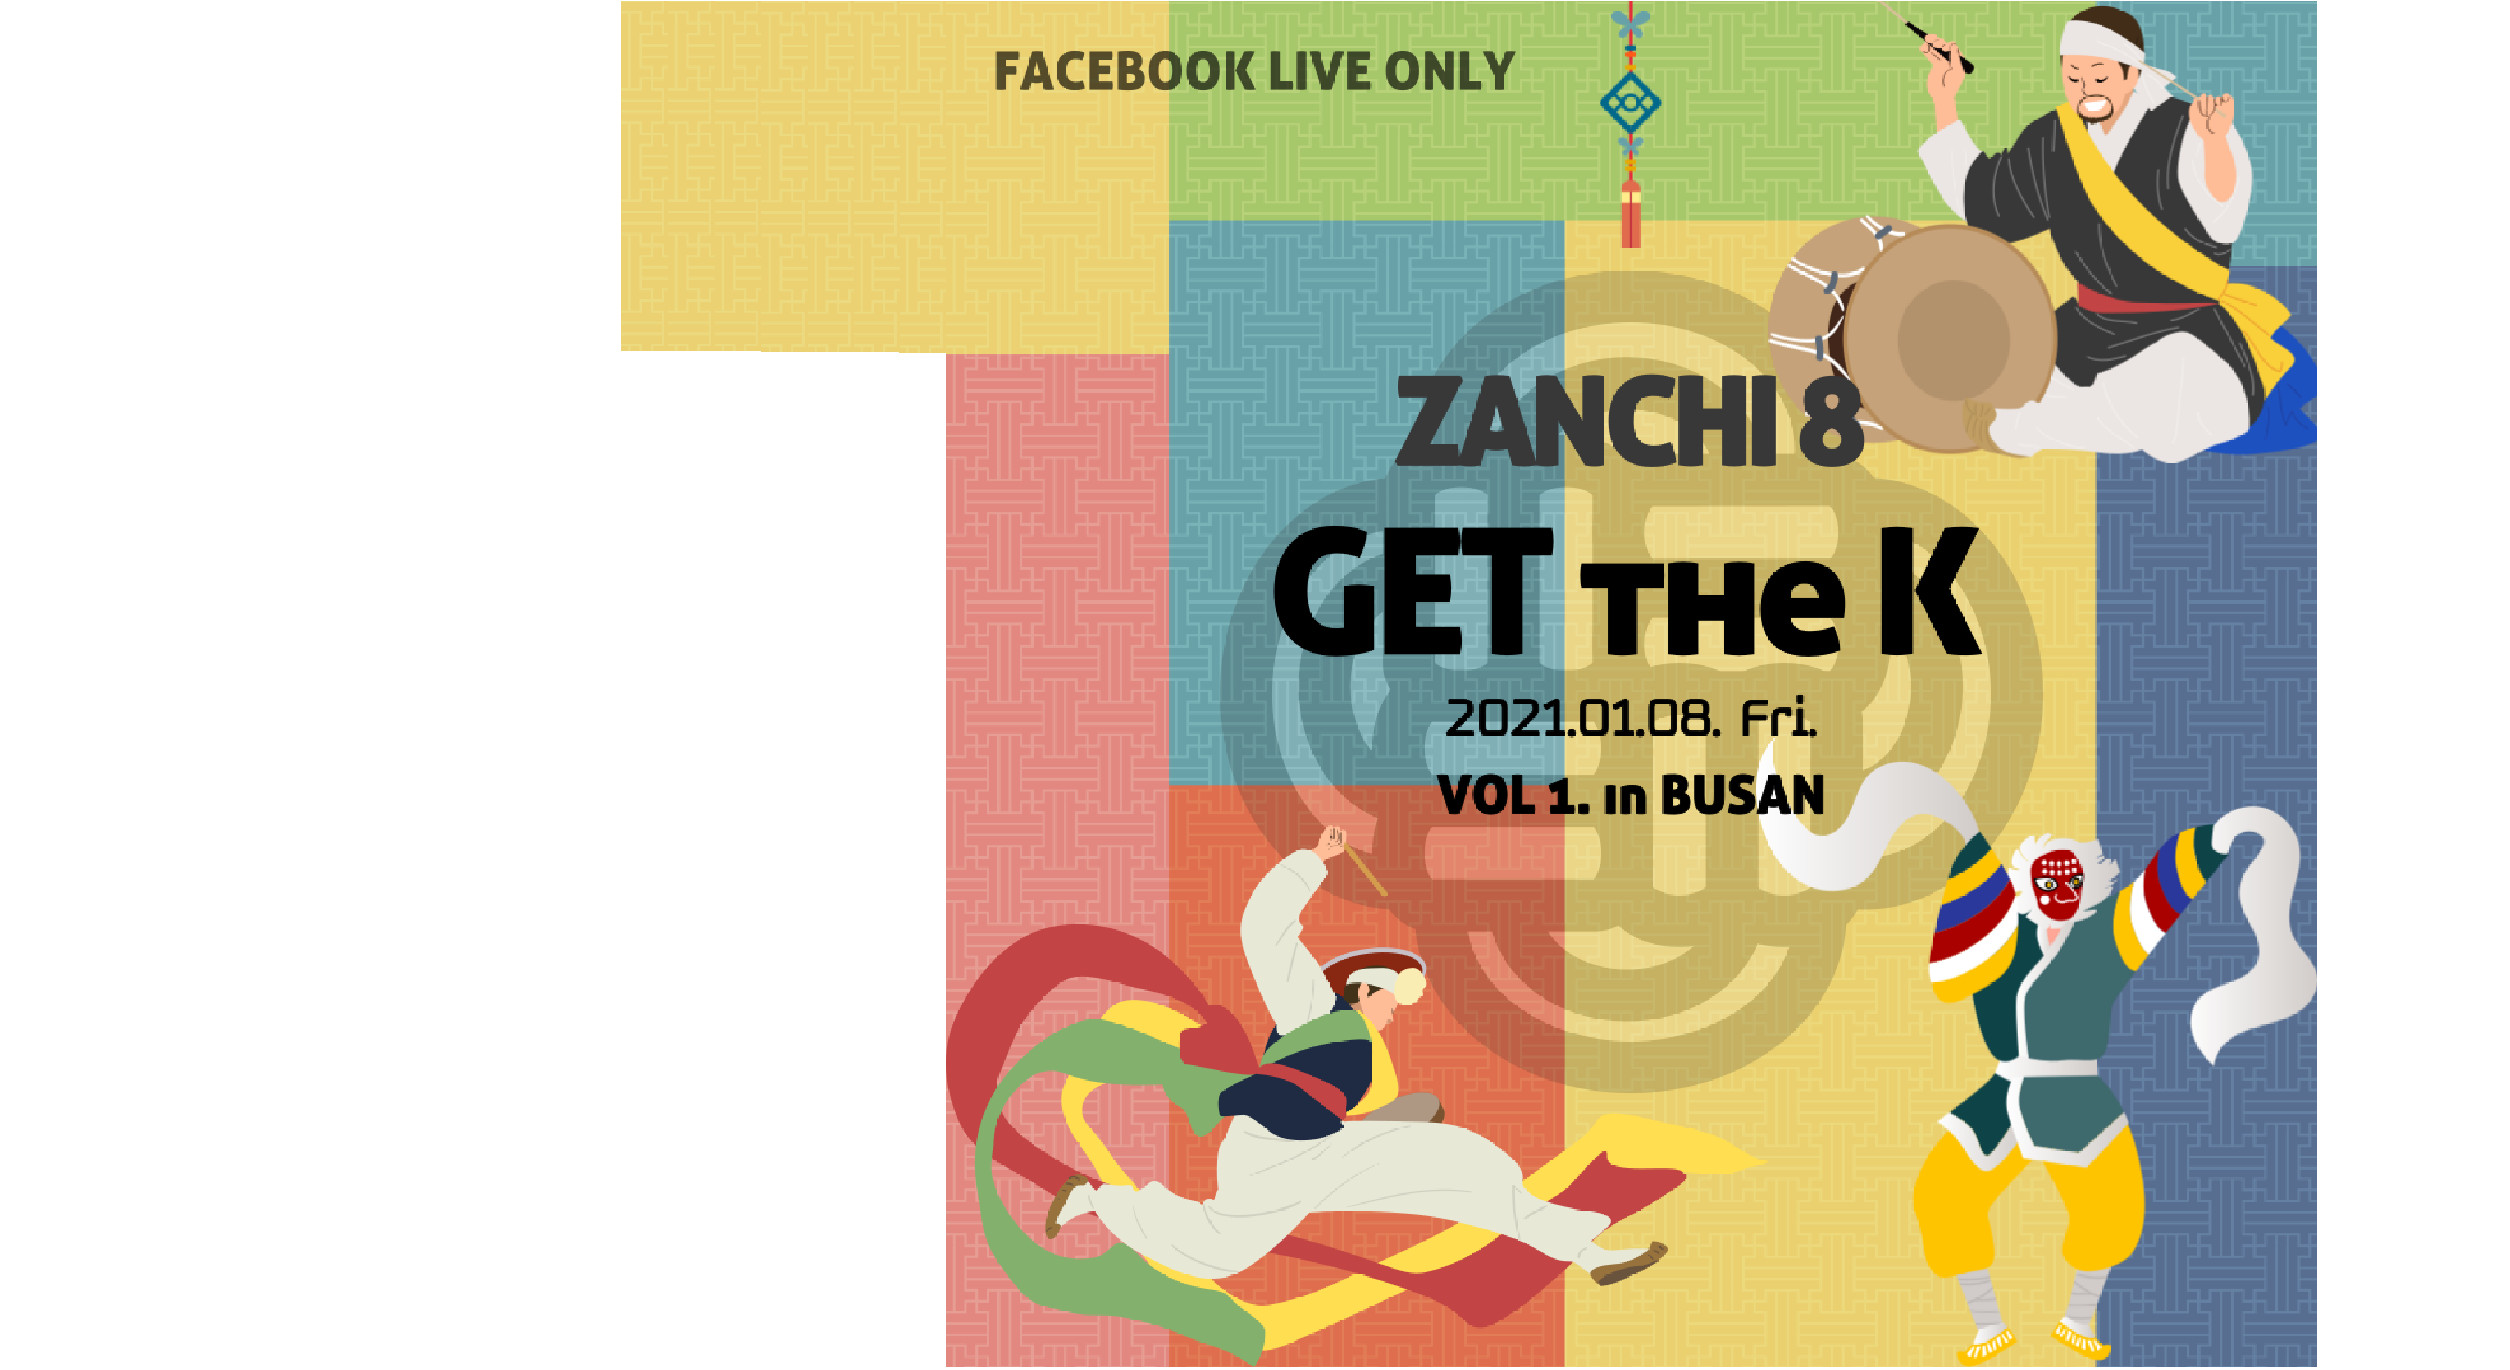 FACEBOOK LIVE ONLY
ZANCHI 8
GET THe K
2021.01.08. Fri.
VOL 1. in BUSAN